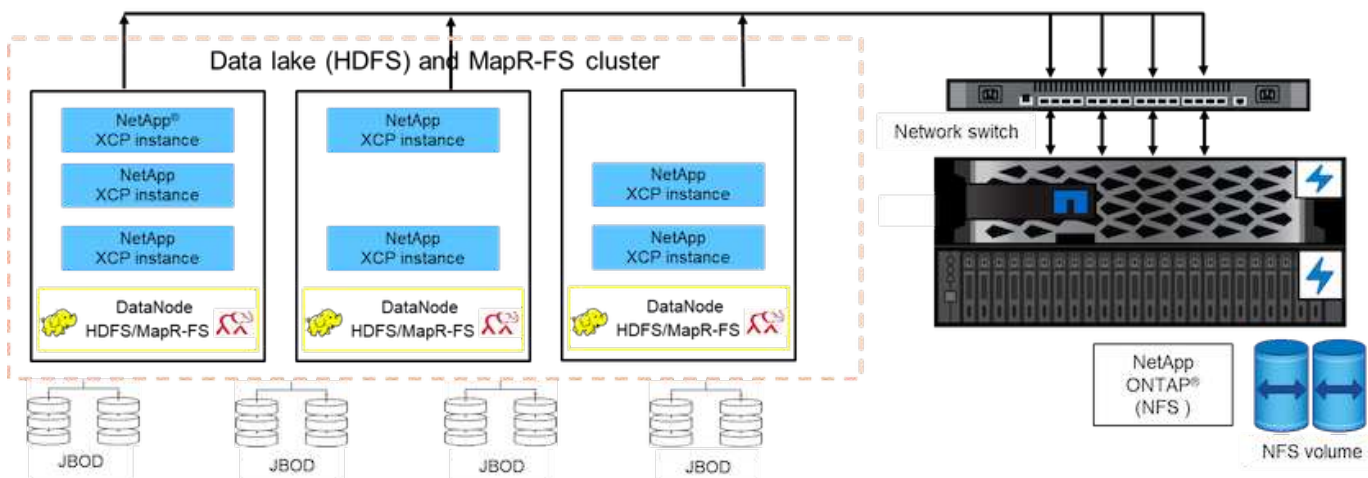 Data lake (HDFS) and MapR-FS cluster
NetApp®
XCP instance
NetApp
XCP instance
NetApp
XCP instance
DataNode
HDFS/MapR-FS
NetApp
XCP instance
NetApp
XCP instance
DataNode
HDFS/MapR-FS
NetApp
XCP instance
NetApp
XCP instance
DataNode
HDFS/MapR-FS
JBOD
JBOD
JBOD
JBOD
Network switch
NetApp
ONTAP®
(NFS )
NFS volume